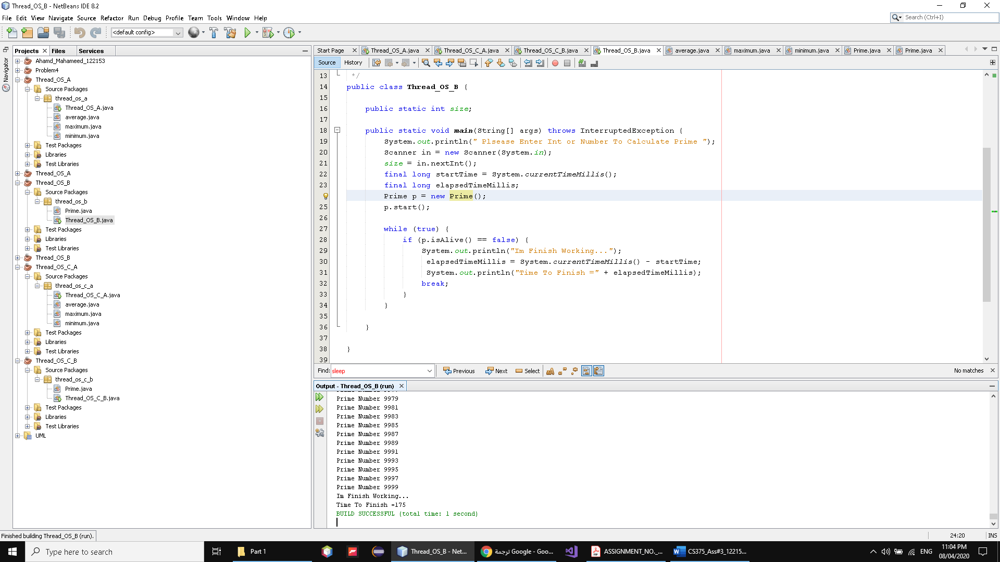 Thread_OS_B - NetBeans IDE 8.2
File Edit View Navigate Source Refactor Run Debug Profile Team Tools Window Help
Search (Ctrl+I)
<default config>
Projects Files Services
Navigator
Ahamd_Mahameed_122153
Problem4
Thread_OS_A
Source Packages
thread_os_a
Thread_OS_A.java
average.java
maximum.java
minimum.java
Test Packages
Libraries
Test Libraries
Thread_OS_A
Thread_OS_B
Source Packages
thread_os_b
Prime.java
Thread_OS_B.java
Test Packages
Libraries
Test Libraries
Thread_OS_B
Thread_OS_C_A
Source Packages
thread_os_c_a
Thread_OS_C_A.java
average.java
maximum.java
minimum.java
Test Packages
Libraries
Test Libraries
Thread_OS_C_B
Source Packages
thread_os_c_b
Prime.java
Thread_OS_C_B.java
Test Packages
Libraries
Test Libraries
UML
Start Page Thread_OS_A.java Thread_OS_C_A.java Thread_OS_C_B.java Thread_OS_B.java average.java maximum.java minimum.java Prime.java Prime.java
Source History
13 */
14 public class Thread_OS_B {
15
16 public static int size;
17
18 public static void main(String[] args) throws InterruptedException {
19 System.out.println(" Plsease Enter Int or Number To Calculate Prime ");
20 Scanner in = new Scanner(System.in);
21 size = in.nextInt();
22 final long startTime = System.currentTimeMillis();
23 final long elapsedTimeMillis;
Prime p = new Prime();
25 p.start();
26
27 while (true) {
28 if (p.isAlive() == false) {
29 System.out.println("Im Finish Working...");
30 elapsedTimeMillis = System.currentTimeMillis() - startTime;
31 System.out.println("Time To Finish =" + elapsedTimeMillis);
32 break;
33 }
34 }
35
36 }
37
38 }
39
Find: sleep Previous Next Select No matches
Output - Thread_OS_B (run)
Prime Number 9979
Prime Number 9981
Prime Number 9983
Prime Number 9985
Prime Number 9987
Prime Number 9989
Prime Number 9991
Prime Number 9993
Prime Number 9995
Prime Number 9997
Prime Number 9999
Im Finish Working...
Time To Finish =175
BUILD SUCCESSFUL (total time: 1 second)
Finished building Thread_OS_B (run).
24:20 INS
Type here to search
Part 1
Thread_OS_B - Net...
ترجمة Google - Goo...
ASSIGNMENT_NO._...
CS375_Ass#3_12215...
ENG
11:04 PM
08/04/2020